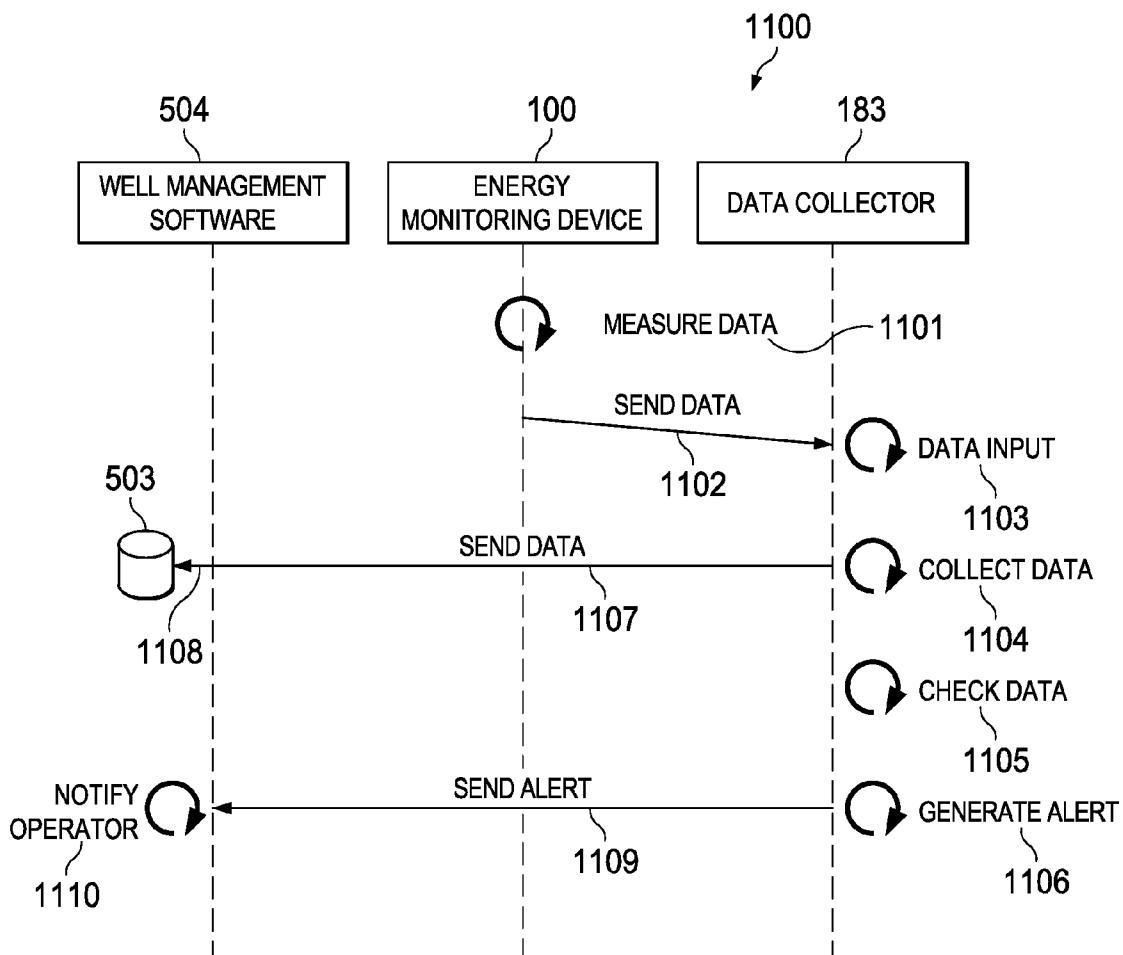 1100
504
100
183
WELL MANAGEMENT
SOFTWARE
ENERGY
MONITORING DEVICE
DATA COLLECTOR
MEASURE DATA
1101
SEND DATA
1102
DATA INPUT
1103
503
SEND DATA
1108
1107
COLLECT DATA
1104
CHECK DATA
1105
NOTIFY
OPERATOR
1110
SEND ALERT
1109
GENERATE ALERT
1106